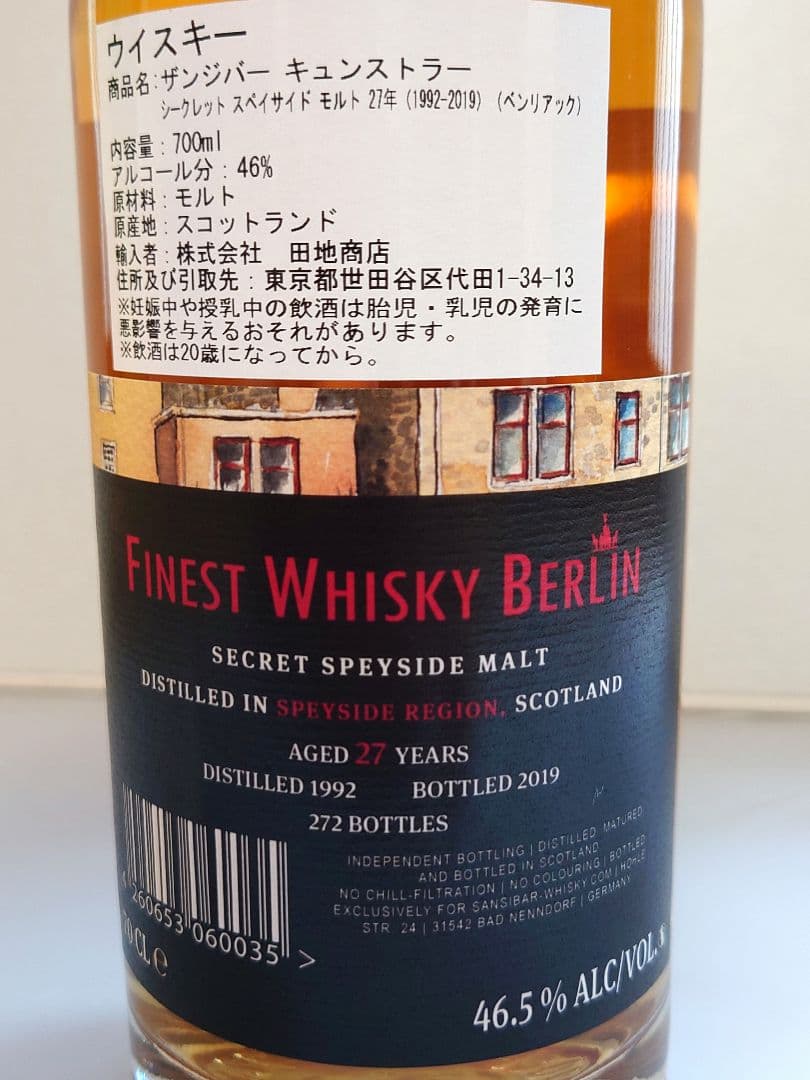 ウイスキー
商品名:ザンジバー キュンストラー
シークレット スペイサイド モルト 27年 (1992-2019) (ベンリアック)
内容量:700ml
アルコール分:46%
原材料:モルト
原産地:スコットランド
輸入者:株式会社 田地商店
住所及び引取先:東京都世田谷区代田1-34-13
※妊娠中や授乳中の飲酒は胎児・乳児の発育に
悪影響を与えるおそれがあります。
※飲酒は20歳になってから。
FINEST WHISKY BERLIN
SECRET SPEYSIDE MALT
DISTILLED IN SPEYSIDE REGION, SCOTLAND
AGED 27 YEARS
DISTILLED 1992 BOTTLED 2019
272 BOTTLES
INDEPENDENT BOTTLING | DISTILLED, MATURED
AND BOTTLED IN SCOTLAND
NO CHILL-FILTRATION | NO COLOURING | BOTTLED
EXCLUSIVELY FOR SANSIBAR-WHISKY.COM | HÖHLE
STR. 24 | 31542 BAD NENNDORF | GERMANY
4 260653 060035 >
70 CL e
46.5 % ALC/VOL.